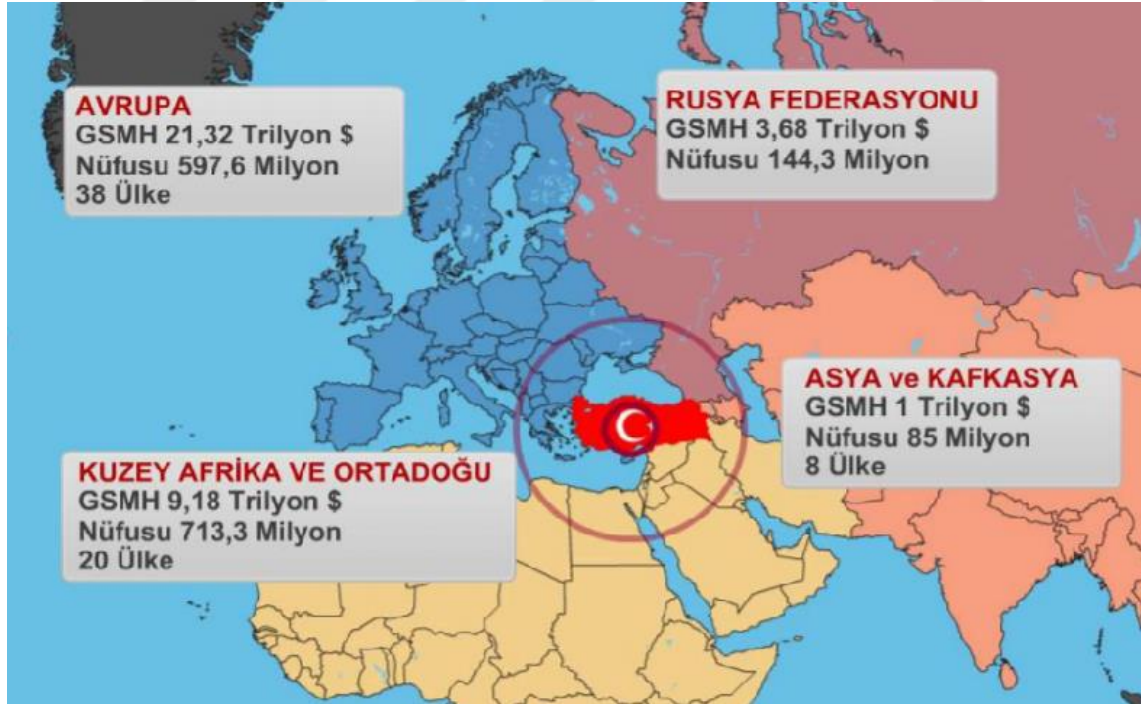 AVRUPA
GSMH 21,32 Trilyon $
Nüfusu 597,6 Milyon
38 Ülke
RUSYA FEDERASYONU
GSMH 3,68 Trilyon $
Nüfusu 144,3 Milyon
ASYA ve KAFKASYA
GSMH 1 Trilyon $
Nüfusu 85 Milyon
8 Ülke
KUZEY AFRİKA VE ORTADOĞU
GSMH 9,18 Trilyon $
Nüfusu 713,3 Milyon
20 Ülke